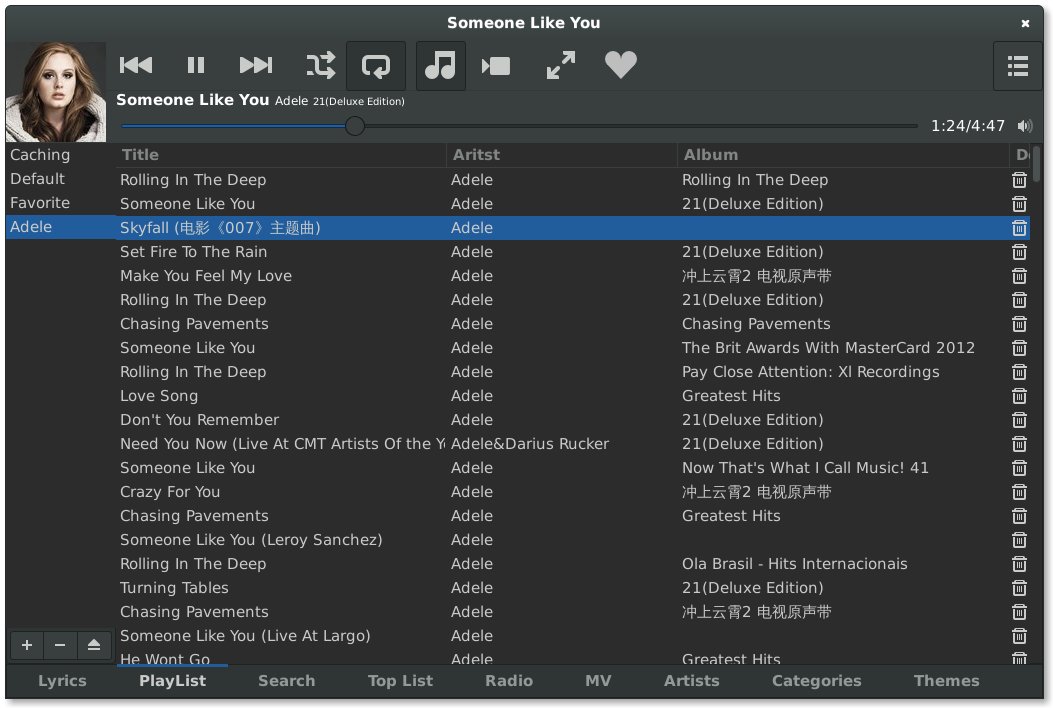 Someone Like You
Someone Like You Adele 21(Deluxe Edition)
1:24/4:47
Caching
Default
Favorite
Adele
Title Aritst Album De
Rolling In The Deep Adele Rolling In The Deep
Someone Like You Adele 21(Deluxe Edition)
Skyfall (电影《007》主题曲) Adele
Set Fire To The Rain Adele 21(Deluxe Edition)
Make You Feel My Love Adele 冲上云霄2 电视原声带
Rolling In The Deep Adele 21(Deluxe Edition)
Chasing Pavements Adele Chasing Pavements
Someone Like You Adele The Brit Awards With MasterCard 2012
Rolling In The Deep Adele Pay Close Attention: Xl Recordings
Love Song Adele Greatest Hits
Don't You Remember Adele 21(Deluxe Edition)
Need You Now (Live At CMT Artists Of the Ye Adele&Darius Rucker 21(Deluxe Edition)
Someone Like You Adele Now That's What I Call Music! 41
Crazy For You Adele 冲上云霄2 电视原声带
Chasing Pavements Adele Greatest Hits
Someone Like You (Leroy Sanchez) Adele
Rolling In The Deep Adele Ola Brasil - Hits Internacionais
Turning Tables Adele 21(Deluxe Edition)
Chasing Pavements Adele 冲上云霄2 电视原声带
Someone Like You (Live At Largo) Adele
He Wont Go Adele Greatest Hits
Lyrics PlayList Search Top List Radio MV Artists Categories Themes